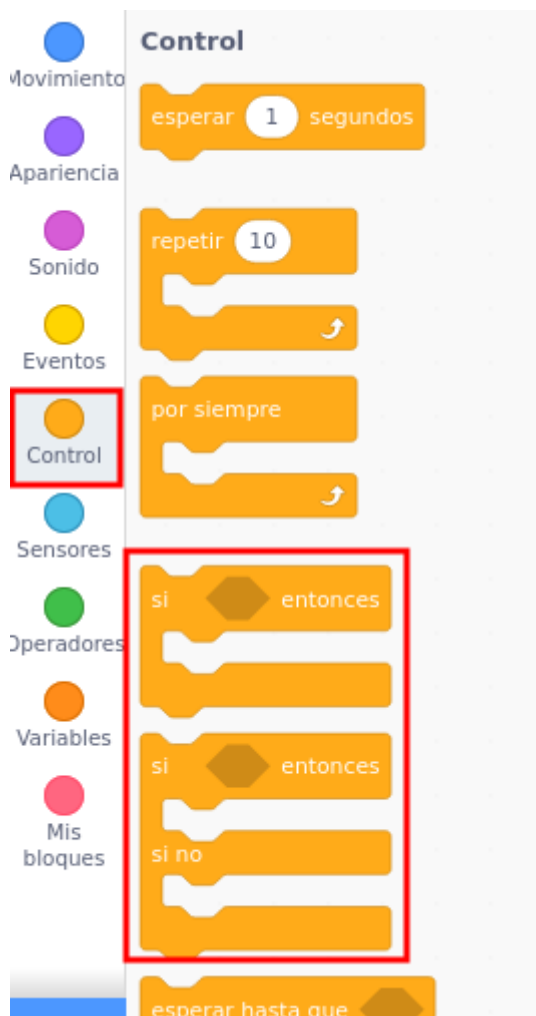 Movimiento
Apariencia
Sonido
Eventos
Control
Sensores
Operadores
Variables
Mis
bloques
Control
esperar 1 segundos
repetir 10
por siempre
si entonces
si entonces
si no
esperar hasta que